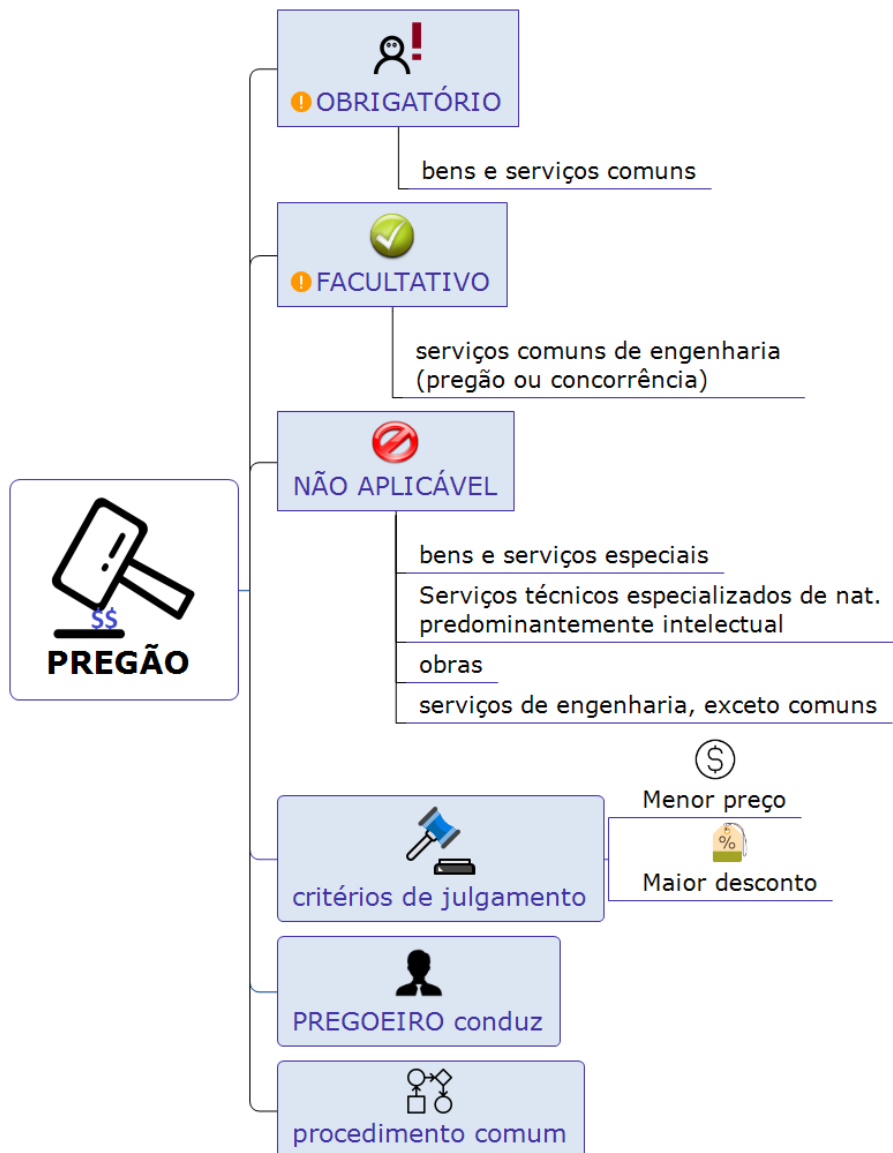 OBRIGATÓRIO
bens e serviços comuns
FACULTATIVO
serviços comuns de engenharia
(pregão ou concorrência)
NÃO APLICÁVEL
bens e serviços especiais
Serviços técnicos especializados de nat.
predominantemente intelectual
obras
serviços de engenharia, exceto comuns
$$
PREGÃO
critérios de julgamento
$
Menor preço
%
Maior desconto
PREGOEIRO conduz
procedimento comum